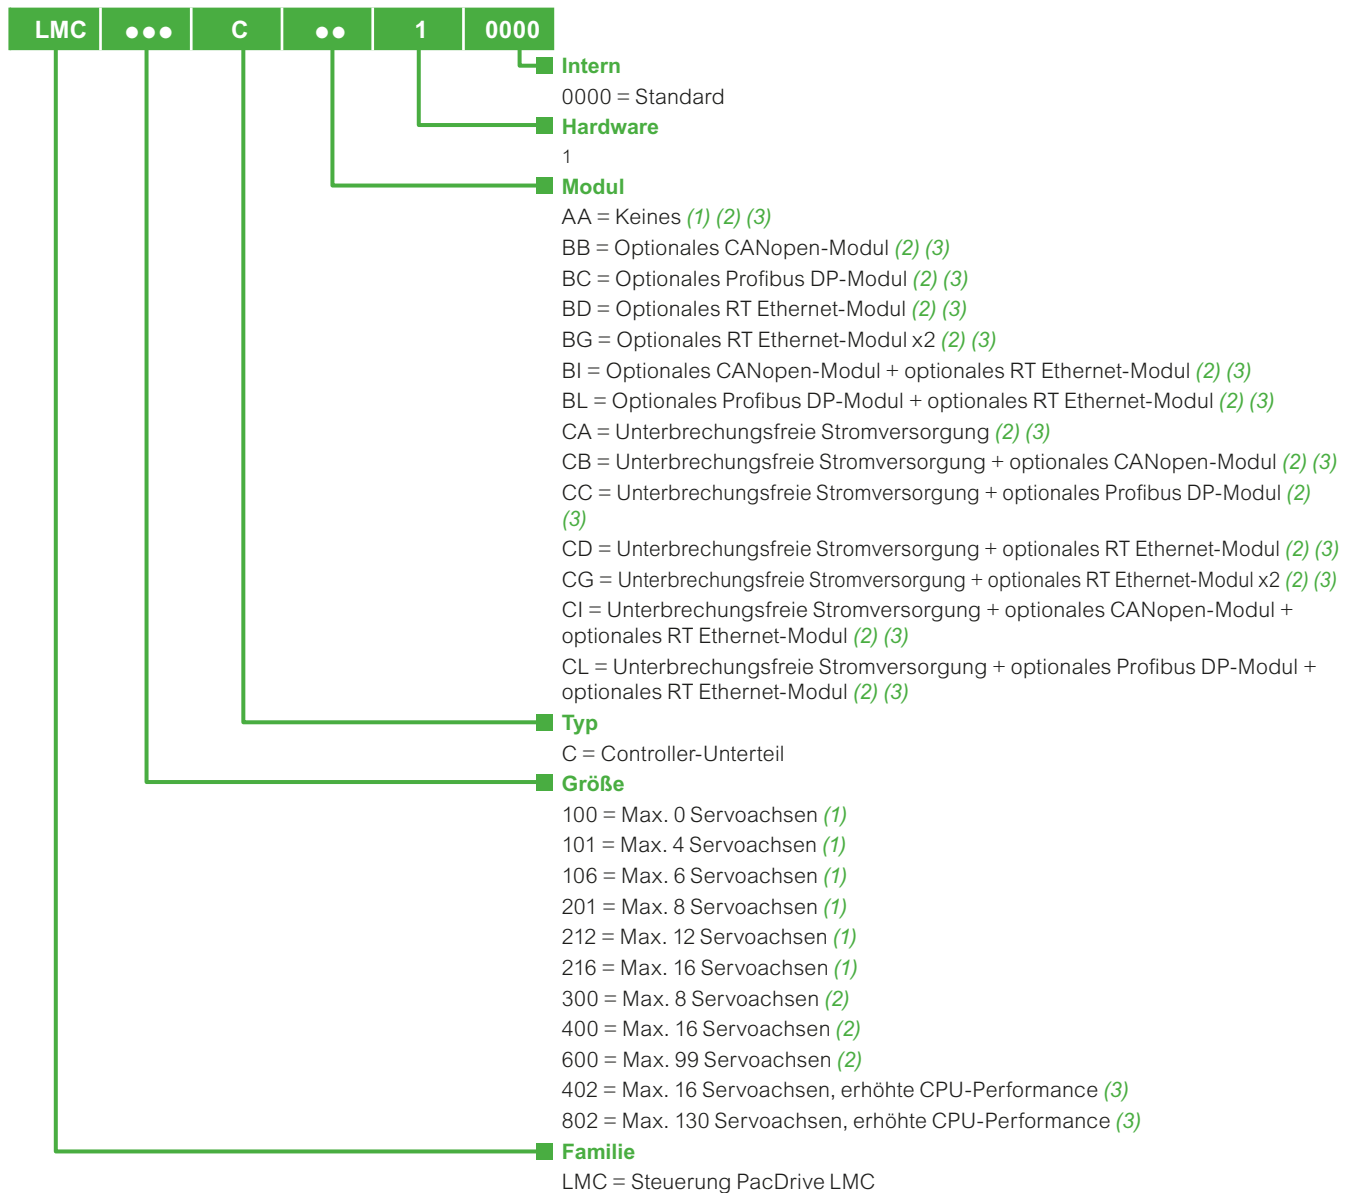 LMC ●●● C ●● 1 0000
Intern
0000 = Standard
Hardware
1
Modul
AA = Keines (1) (2) (3)
BB = Optionales CANopen-Modul (2) (3)
BC = Optionales Profibus DP-Modul (2) (3)
BD = Optionales RT Ethernet-Modul (2) (3)
BG = Optionales RT Ethernet-Modul x2 (2) (3)
BI = Optionales CANopen-Modul + optionales RT Ethernet-Modul (2) (3)
BL = Optionales Profibus DP-Modul + optionales RT Ethernet-Modul (2) (3)
CA = Unterbrechungsfreie Stromversorgung (2) (3)
CB = Unterbrechungsfreie Stromversorgung + optionales CANopen-Modul (2) (3)
CC = Unterbrechungsfreie Stromversorgung + optionales Profibus DP-Modul (2)
(3)
CD = Unterbrechungsfreie Stromversorgung + optionales RT Ethernet-Modul (2) (3)
CG = Unterbrechungsfreie Stromversorgung + optionales RT Ethernet-Modul x2 (2) (3)
CI = Unterbrechungsfreie Stromversorgung + optionales CANopen-Modul +
optionales RT Ethernet-Modul (2) (3)
CL = Unterbrechungsfreie Stromversorgung + optionales Profibus DP-Modul +
optionales RT Ethernet-Modul (2) (3)
Typ
C = Controller-Unterteil
Größe
100 = Max. 0 Servoachsen (1)
101 = Max. 4 Servoachsen (1)
106 = Max. 6 Servoachsen (1)
201 = Max. 8 Servoachsen (1)
212 = Max. 12 Servoachsen (1)
216 = Max. 16 Servoachsen (1)
300 = Max. 8 Servoachsen (2)
400 = Max. 16 Servoachsen (2)
600 = Max. 99 Servoachsen (2)
402 = Max. 16 Servoachsen, erhöhte CPU-Performance (3)
802 = Max. 130 Servoachsen, erhöhte CPU-Performance (3)
Familie
LMC = Steuerung PacDrive LMC